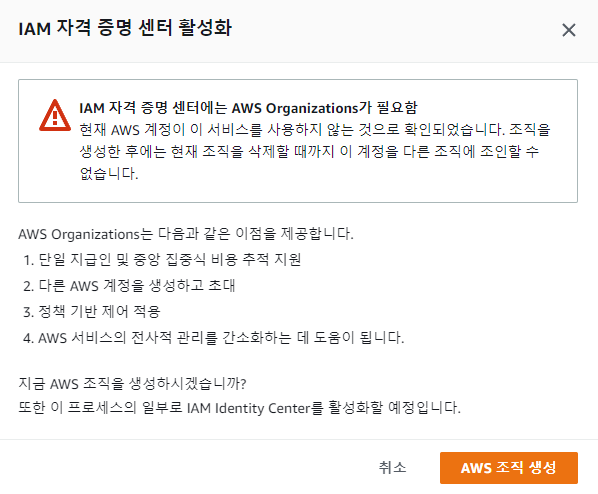 IAM 자격 증명 센터 활성화
IAM 자격 증명 센터에는 AWS Organizations가 필요함
현재 AWS 계정이 이 서비스를 사용하지 않는 것으로 확인되었습니다. 조직을
생성한 후에는 현재 조직을 삭제할 때까지 이 계정을 다른 조직에 조인할 수
없습니다.
AWS Organizations는 다음과 같은 이점을 제공합니다.
1. 단일 지급인 및 중앙 집중식 비용 추적 지원
2. 다른 AWS 계정을 생성하고 초대
3. 정책 기반 제어 적용
4. AWS 서비스의 전사적 관리를 간소화하는 데 도움이 됩니다.
지금 AWS 조직을 생성하시겠습니까?
또한 이 프로세스의 일부로 IAM Identity Center를 활성화할 예정입니다.
취소
AWS 조직 생성